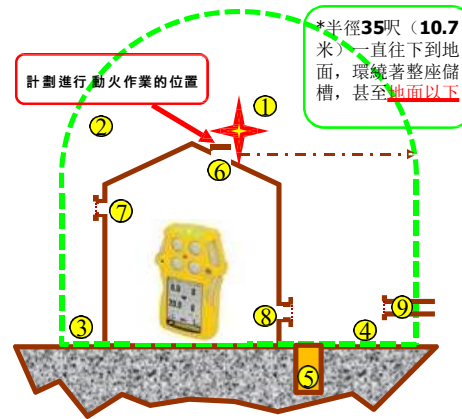 *半徑35呎（10.7
米）一直往下到地
面，環繞著整座儲
槽，甚至地面以下
計劃進行動火作業的位置
①
②
⑥
⑦
⑨
⑧
③
④
⑤